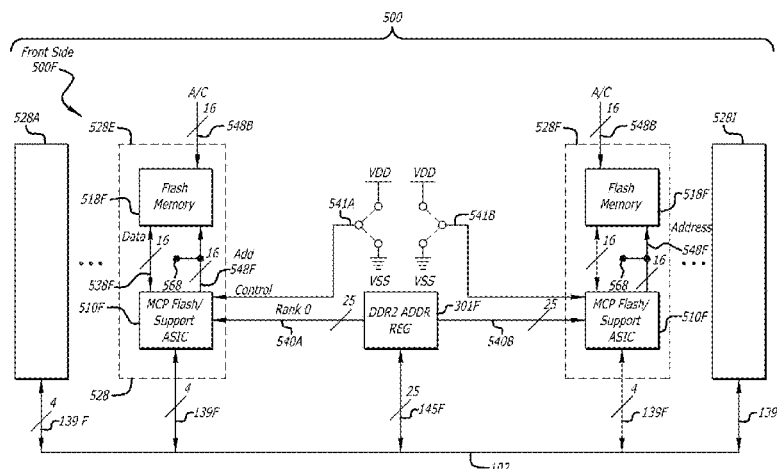 500
Front Side
500F
528A
528E
A/C
16
548B
Flash
Memory
518F
Data
16
538F
568
16
Add
548F
Control
510F
MCP Flash/
Support
ASIC
528
4
139F
4
139F
VDD
541A
VSS
VDD
541B
VSS
Rank 0
25
540A
DDR2 ADDR
REG
301F
25
540B
25
145F
A/C
16
548B
528F
528I
Flash
Memory
518F
Address
548F
16
568
16
MCP Flash/
Support
ASIC
510F
4
139F
4
139
102